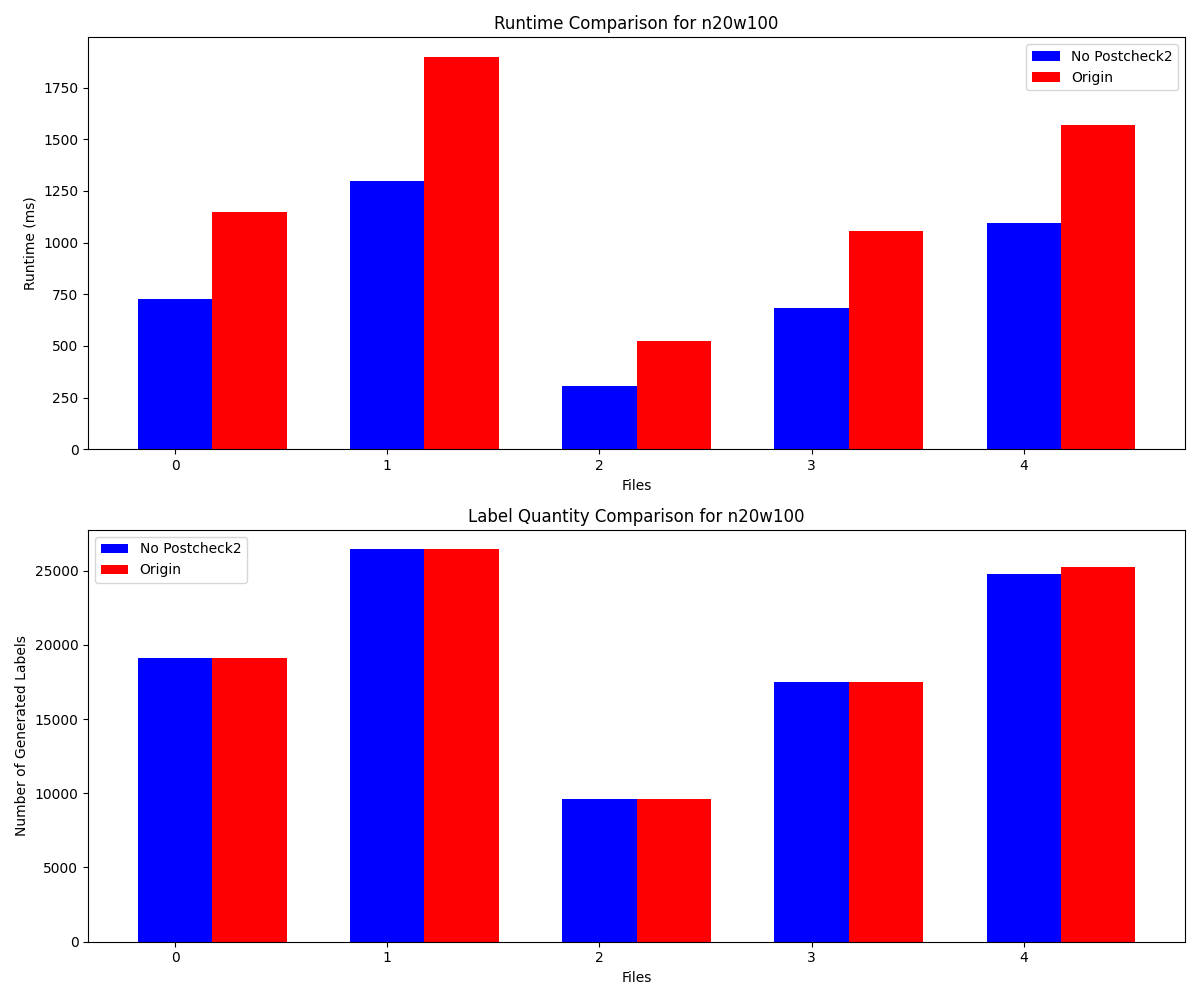 Runtime Comparison for n20w100
No Postcheck2
Origin
Runtime (ms)
1750
1500
1250
1000
750
500
250
0
0 1 2 3 4
Files
Label Quantity Comparison for n20w100
No Postcheck2
Origin
Number of Generated Labels
25000
20000
15000
10000
5000
0
0 1 2 3 4
Files